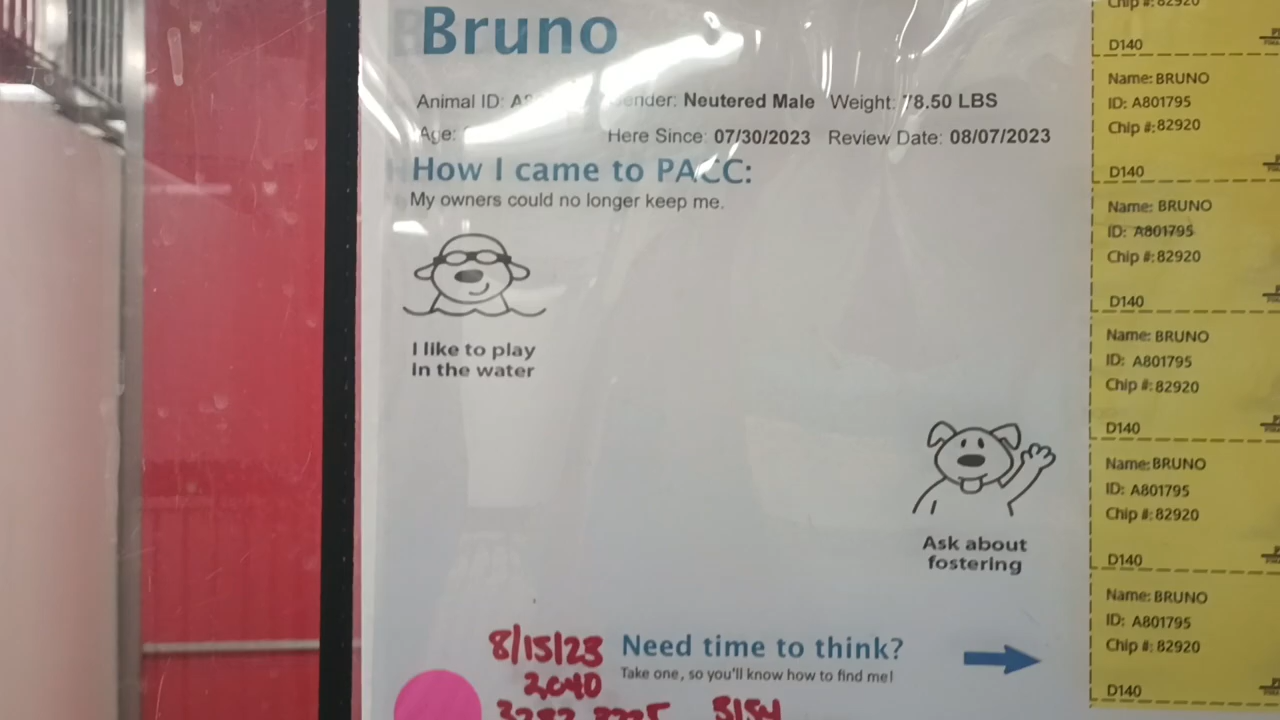 Bruno
Animal ID: Gender: Neutered Male Weight: 78.50 LBS
Age: Here Since: 07/30/2023 Review Date: 08/07/2023
How I came to PACC:
My owners could no longer keep me.
I like to play
In the water
Ask about
fostering
8/15/23
2040
Need time to think?
Take one, so you'll know how to find me!
5154
Chip #: 82920
D140
Name: BRUNO
ID: A801795
Chip #: 82920
D140
Name: BRUNO
ID: A801795
Chip #: 82920
D140
Name: BRUNO
ID: A801795
Chip #: 82920
D140
Name: BRUNO
ID: A801795
Chip #: 82920
D140
Name: BRUNO
ID: A801795
Chip #: 82920
D140